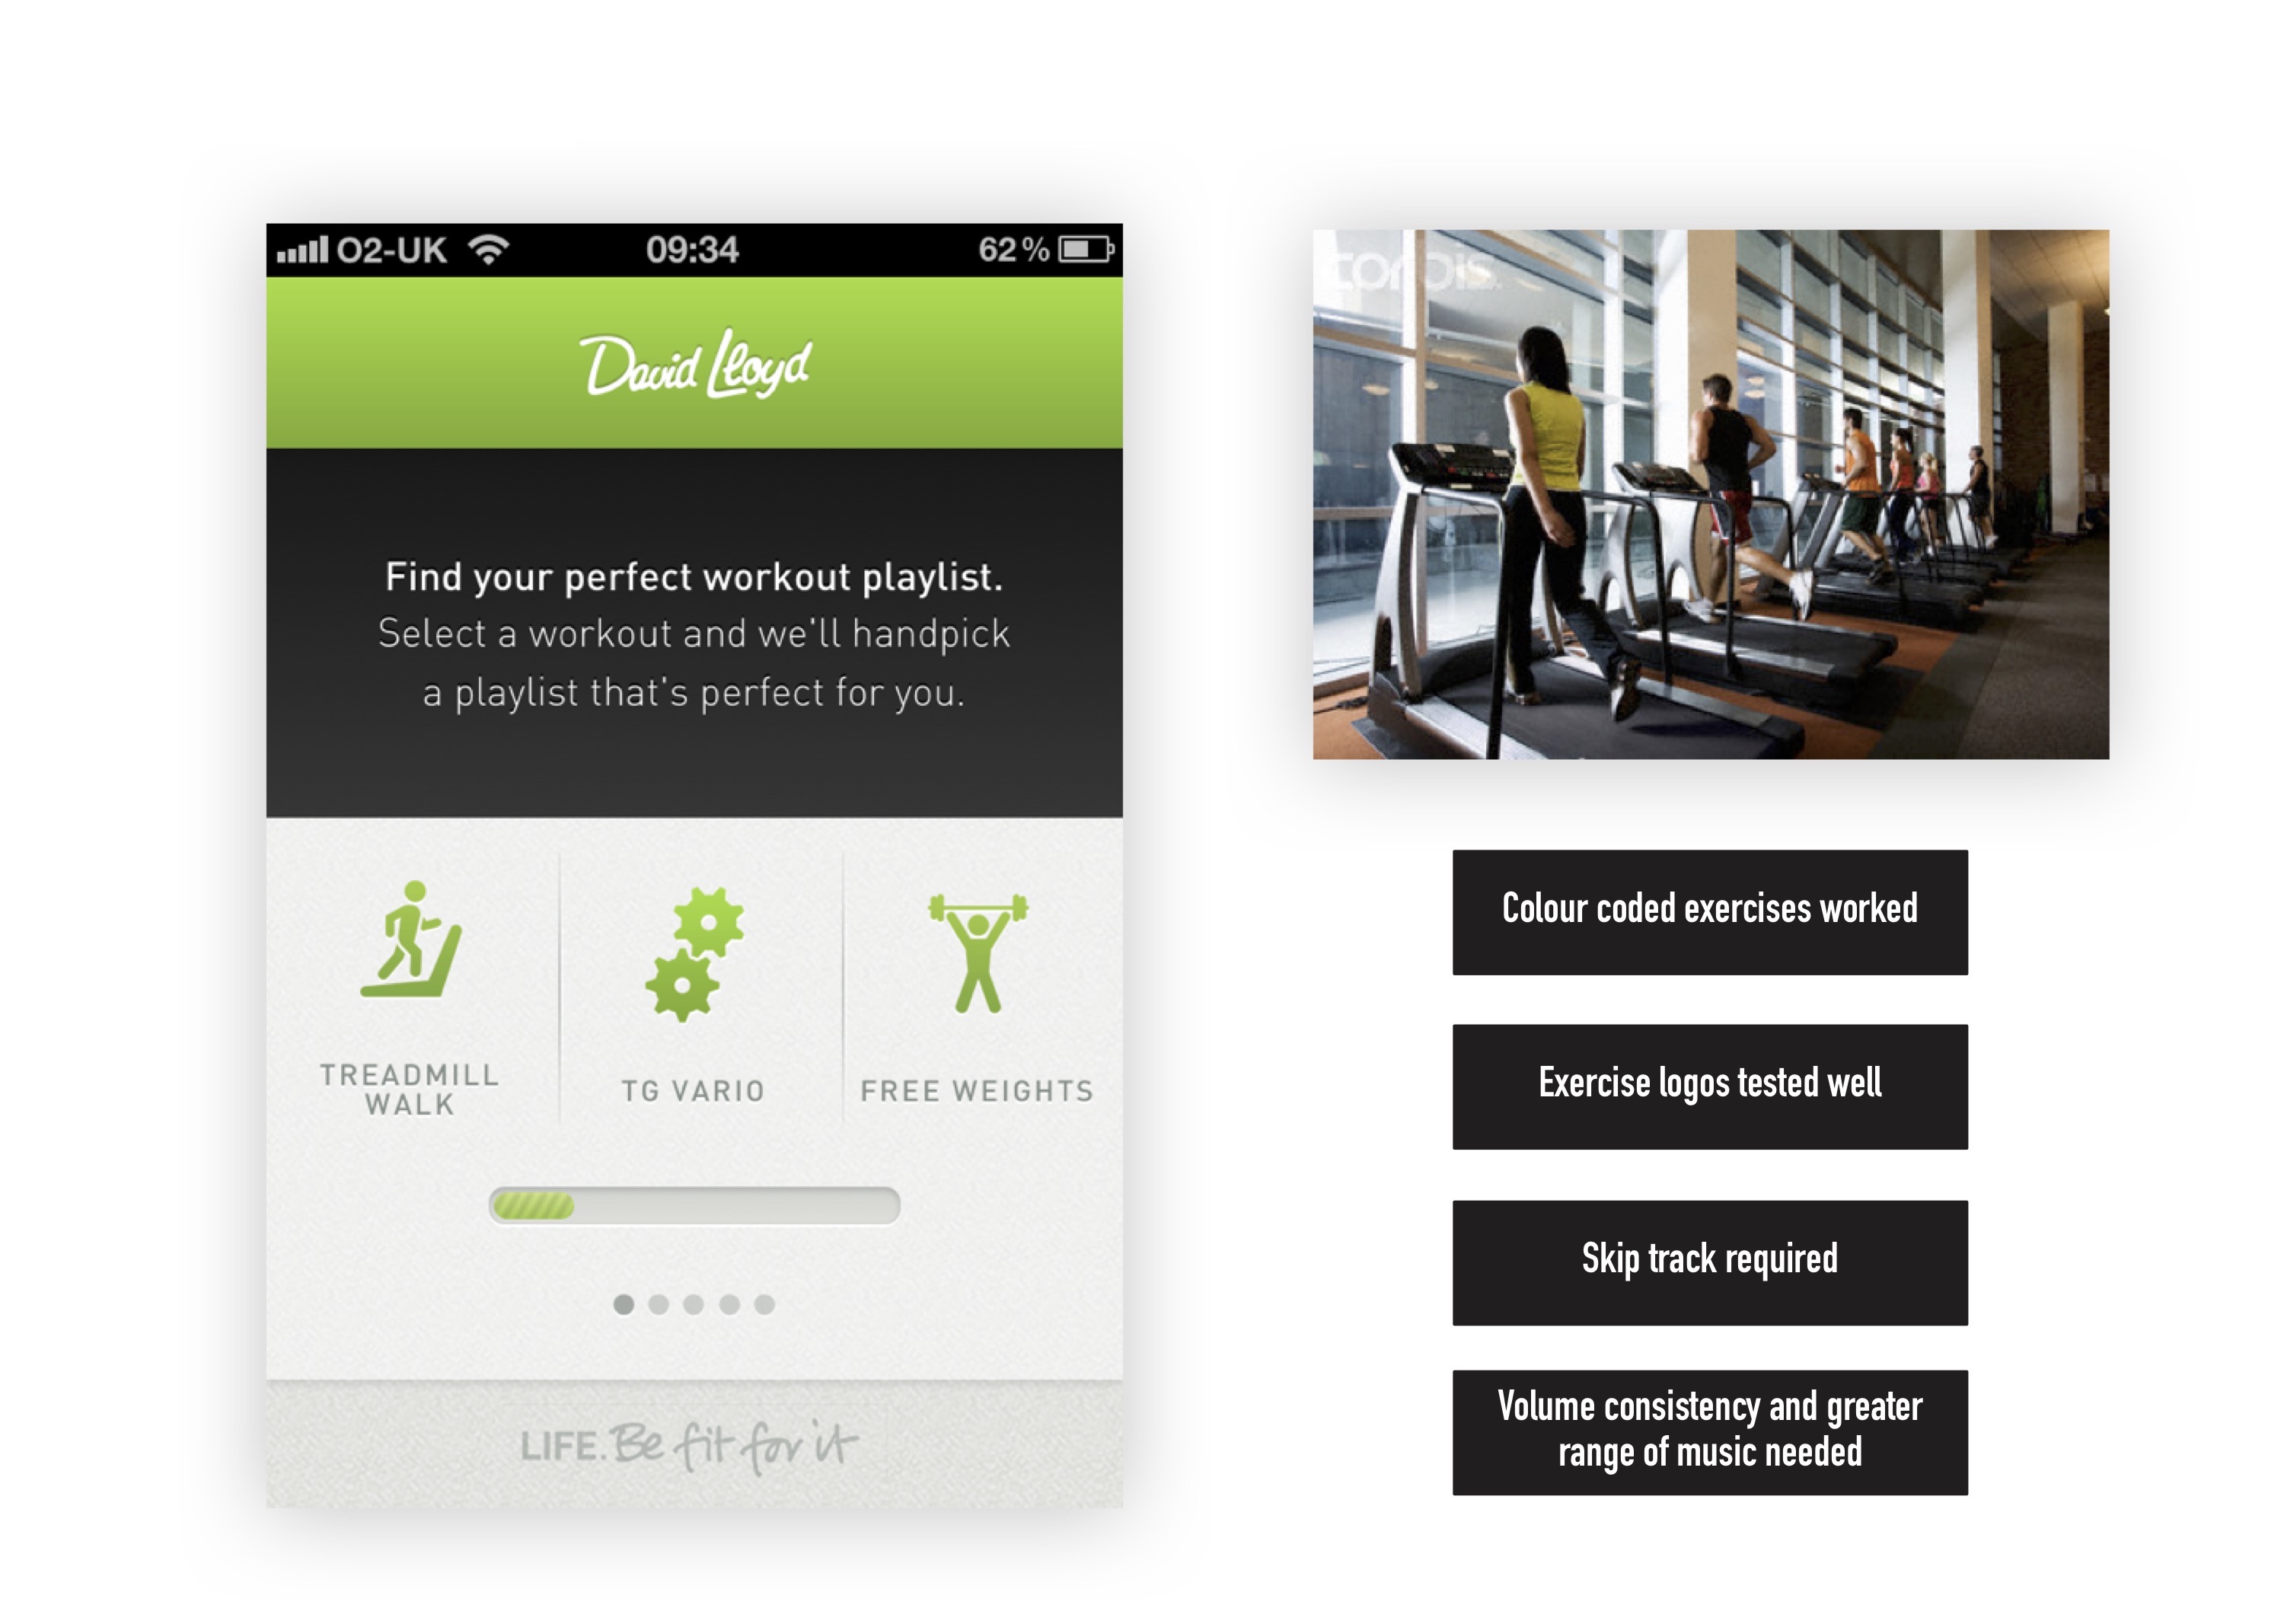 O2-UK 09:34 62%
David Lloyd
Find your perfect workout playlist.
Select a workout and we'll handpick
a playlist that's perfect for you.
TREADMILL
WALK
TG VARIO
FREE WEIGHTS
LIFE. Be fit for it
corbis.
Colour coded exercises worked
Exercise logos tested well
Skip track required
Volume consistency and greater
range of music needed